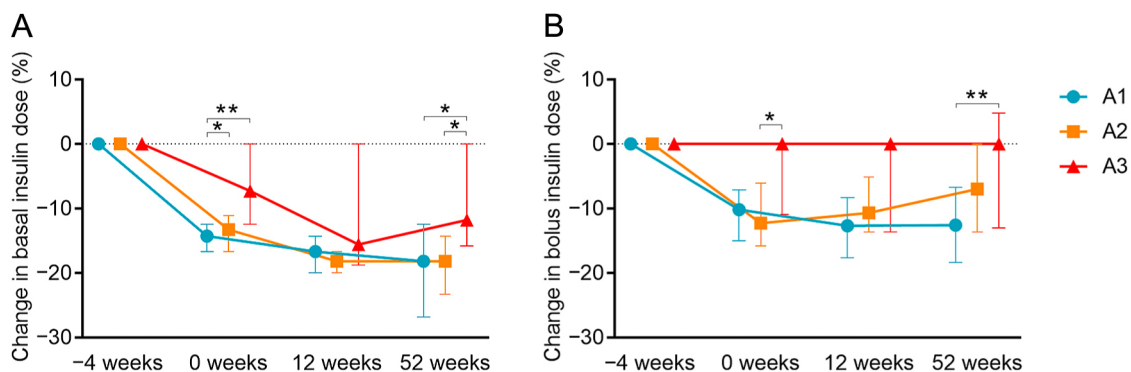 A
Change in basal insulin dose (%)
10
0
−10
−20
−30
**
*
*
*
−4 weeks
0 weeks
12 weeks
52 weeks
B
Change in bolus insulin dose (%)
10
0
−10
−20
−30
*
**
−4 weeks
0 weeks
12 weeks
52 weeks
A1
A2
A3